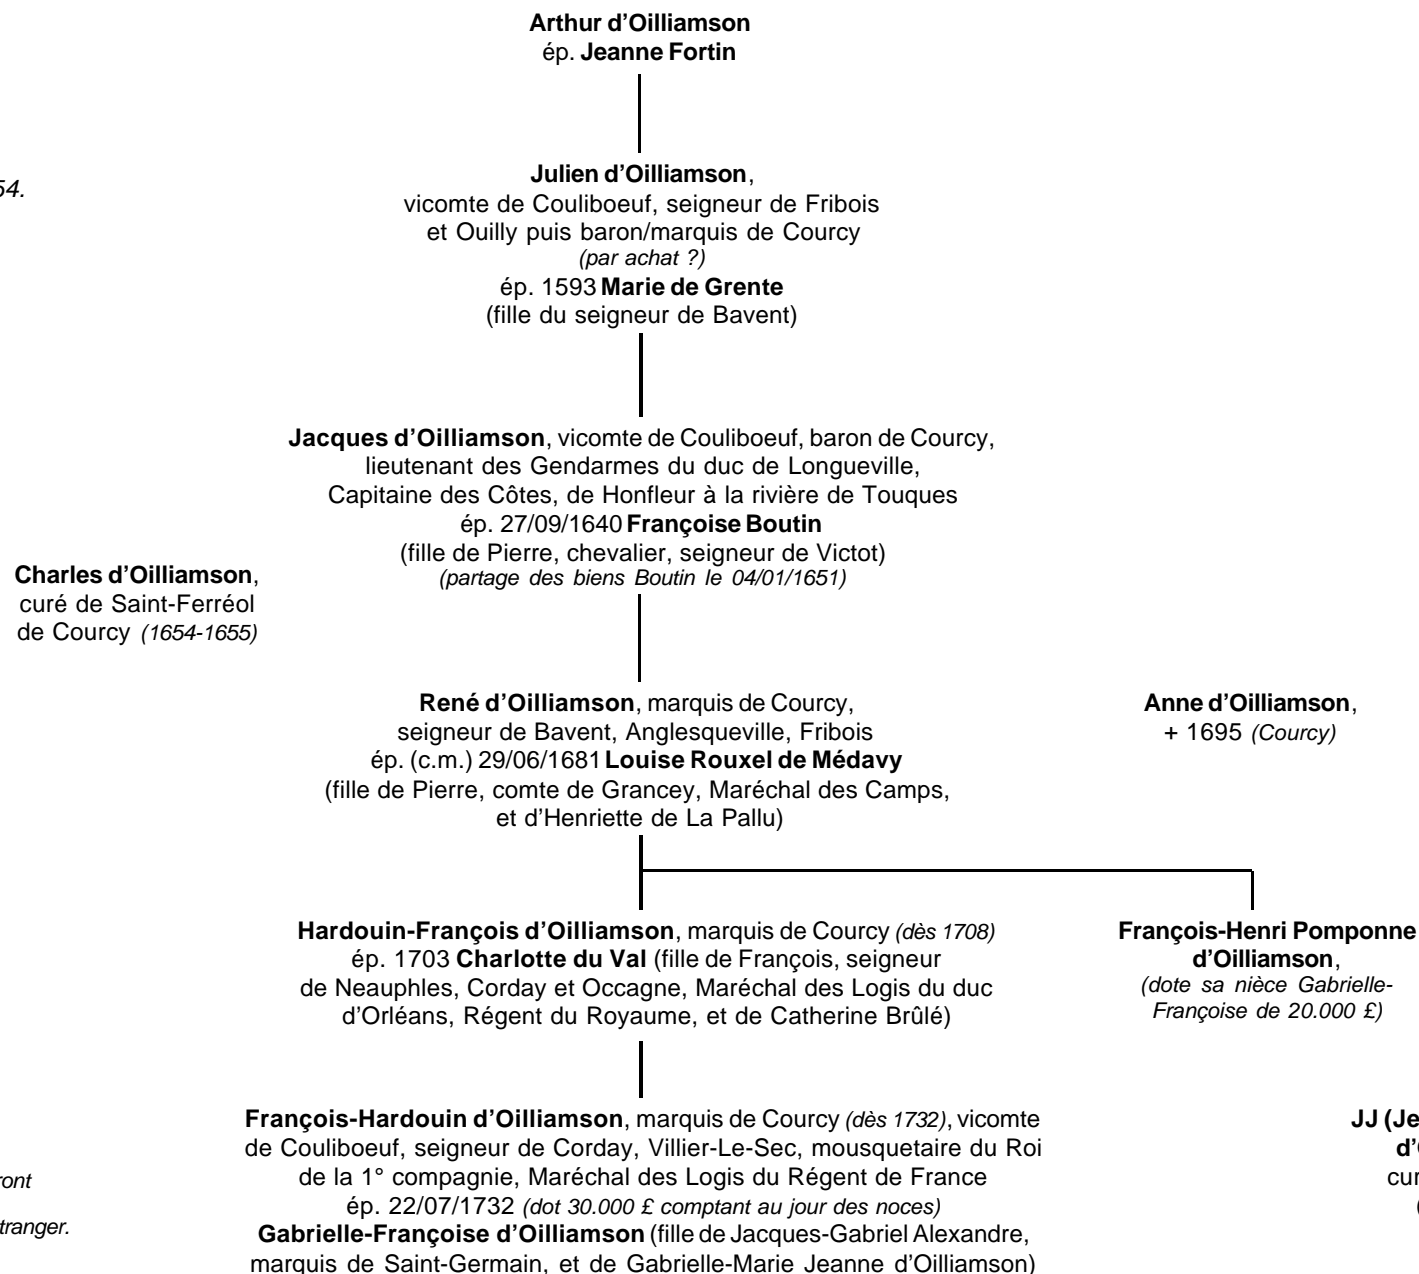 Arthur d’Oilliamson
ép. Jeanne Fortin
54.
Julien d’Oilliamson,
vicomte de Couliboeuf, seigneur de Fribois
et Ouilly puis baron/marquis de Courcy
(par achat ?)
ép. 1593 Marie de Grente
(fille du seigneur de Bavent)
Jacques d’Oilliamson, vicomte de Couliboeuf, baron de Courcy,
lieutenant des Gendarmes du duc de Longueville,
Capitaine des Côtes, de Honfleur à la rivière de Touques
ép. 27/09/1640 Françoise Boutin
(fille de Pierre, chevalier, seigneur de Victot)
(partage des biens Boutin le 04/01/1651)
Charles d’Oilliamson,
curé de Saint-Ferréol
de Courcy (1654-1655)
René d’Oilliamson, marquis de Courcy,
seigneur de Bavent, Anglesqueville, Fribois
ép. (c.m.) 29/06/1681 Louise Rouxel de Médavy
(fille de Pierre, comte de Grancey, Maréchal des Camps,
et d’Henriette de La Pallu)
Anne d’Oilliamson,
+ 1695 (Courcy)
Hardouin-François d’Oilliamson, marquis de Courcy (dès 1708)
ép. 1703 Charlotte du Val (fille de François, seigneur
de Neauphles, Corday et Occagne, Maréchal des Logis du duc
d’Orléans, Régent du Royaume, et de Catherine Brûlé)
François-Henri Pomponne
d’Oilliamson,
(dote sa nièce Gabrielle-
Françoise de 20.000 £)
François-Hardouin d’Oilliamson, marquis de Courcy (dès 1732), vicomte
de Couliboeuf, seigneur de Corday, Villier-Le-Sec, mousquetaire du Roi
de la 1° compagnie, Maréchal des Logis du Régent de France
ép. 22/07/1732 (dot 30.000 £ comptant au jour des noces)
Gabrielle-Françoise d’Oilliamson (fille de Jacques-Gabriel Alexandre,
marquis de Saint-Germain, et de Gabrielle-Marie Jeanne d’Oilliamson)
JJ (Je
d’
cur
(
ront
tranger.